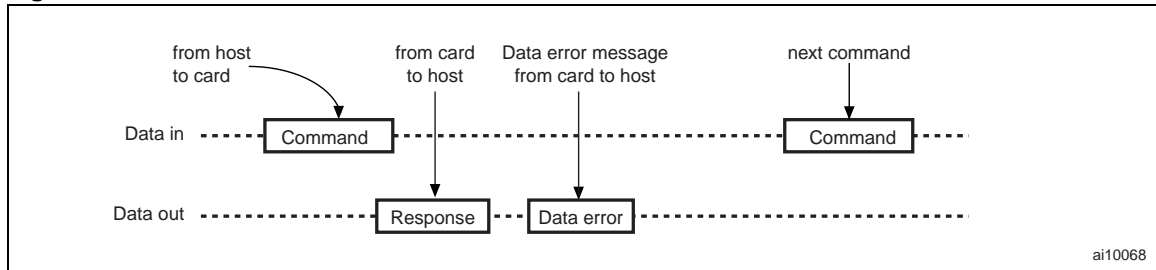 from host
to card
from card
to host
Data error message
from card to host
next command
Data in
Command
Command
Data out
Response
Data error
ai10068